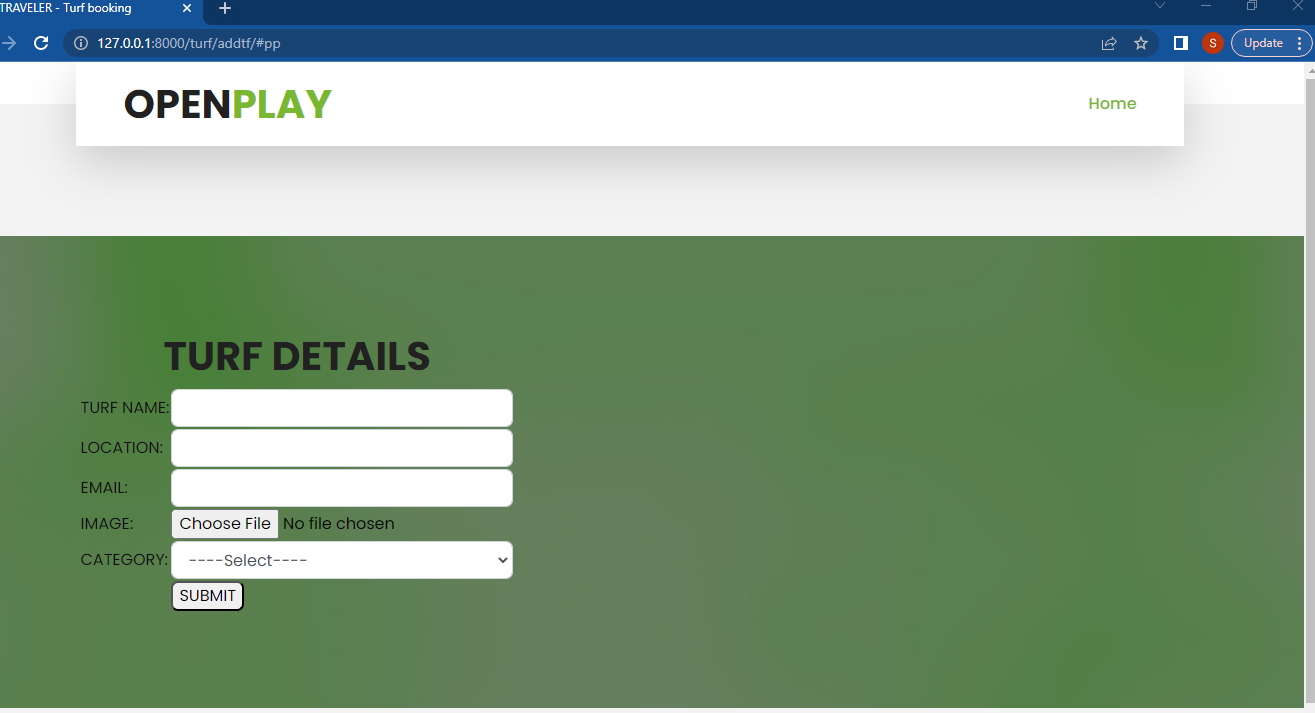 TRAVELER - Turf booking
127.0.0.1:8000/turf/addtf/#pp
S
Update
OPENPLAY
Home
TURF DETAILS
TURF NAME:
LOCATION:
EMAIL:
IMAGE: Choose File No file chosen
CATEGORY: ----Select----
SUBMIT